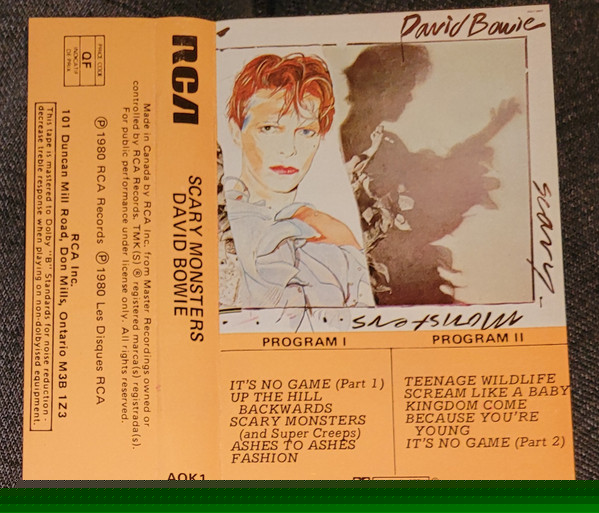 PRICE CODE
QF
INDICATIF
DE PRIX
RCA
Made in Canada by RCA Inc. from Master Recordings owned or
controlled by RCA Records. TMK(S) ® registered marca(s) registrada(s).
For public performance under license only. All rights reserved.
Ⓟ 1980 RCA Records Ⓟ 1980 Les Disques RCA
RCA Inc.
101 Duncan Mill Road, Don Mills, Ontario M3B 1Z3
This tape is mastered to Dolby "B" Standards for noise reduction -
decrease treble response when playing on non-dolbyised equipment.
SCARY MONSTERS
DAVID BOWIE
David Bowie
scary
monsters
PROGRAM I
IT'S NO GAME (Part 1)
UP THE HILL
BACKWARDS
SCARY MONSTERS
(and Super Creeps)
ASHES TO ASHES
FASHION
PROGRAM II
TEENAGE WILDLIFE
SCREAM LIKE A BABY
KINGDOM COME
BECAUSE YOU'RE
YOUNG
IT'S NO GAME (Part 2)